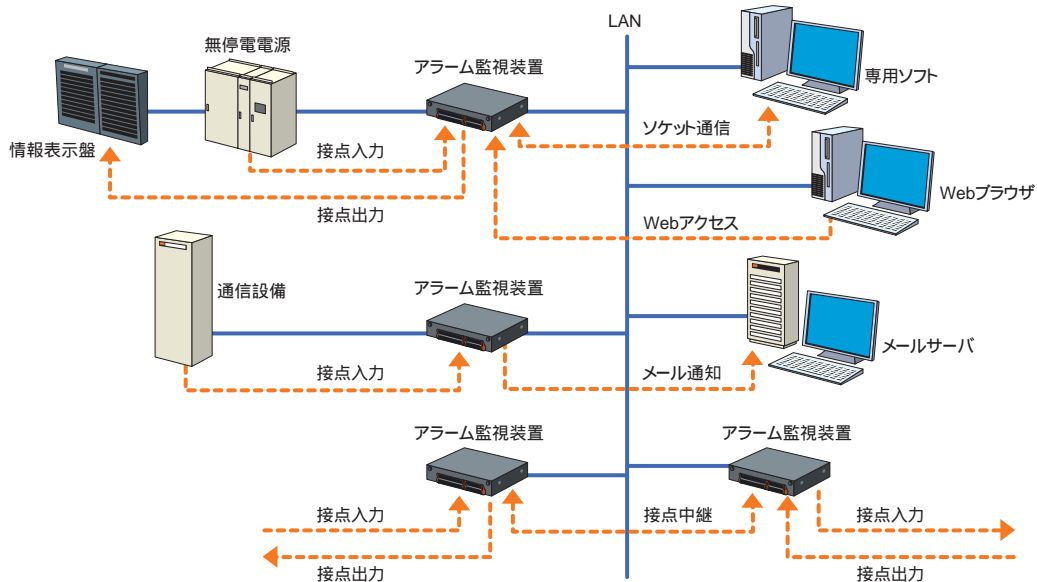 LAN
無停電電源
アラーム監視装置
専用ソフト
情報表示盤
接点入力
ソケット通信
接点出力
Webブラウザ
Webアクセス
通信設備
アラーム監視装置
メールサーバ
接点入力
メール通知
アラーム監視装置
アラーム監視装置
接点入力
接点中継
接点入力
接点出力
接点出力